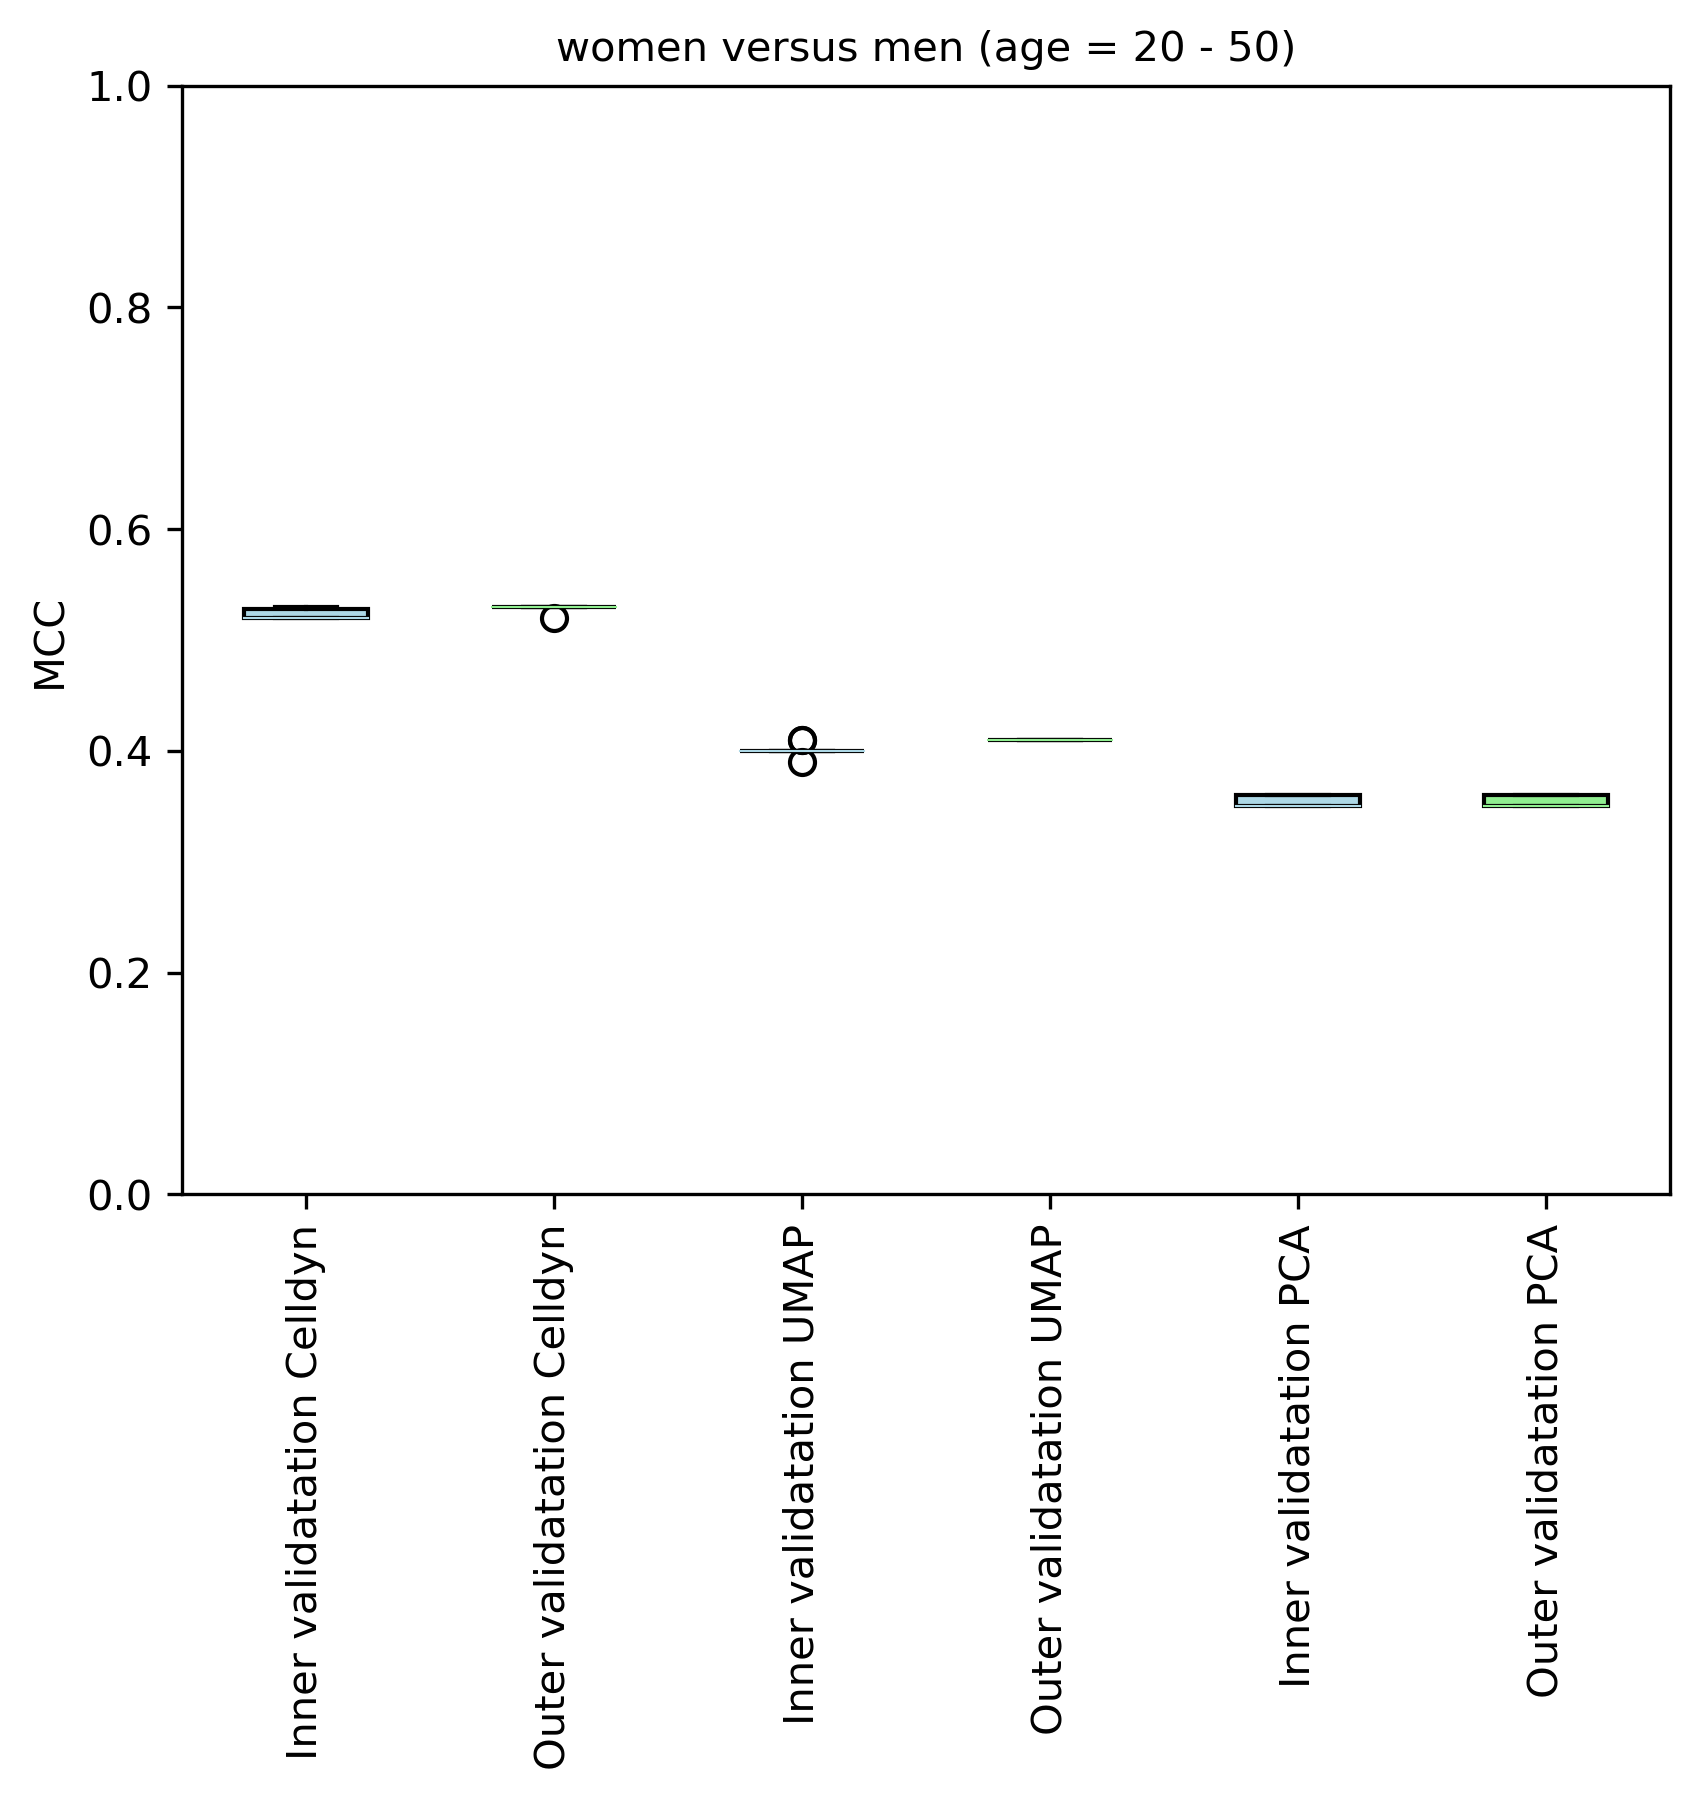 women versus men (age = 20 - 50)
MCC
1.0
0.8
0.6
0.4
0.2
0.0
Inner validatation Celldyn
Outer validatation Celldyn
Inner validatation UMAP
Outer validatation UMAP
Inner validatation PCA
Outer validatation PCA